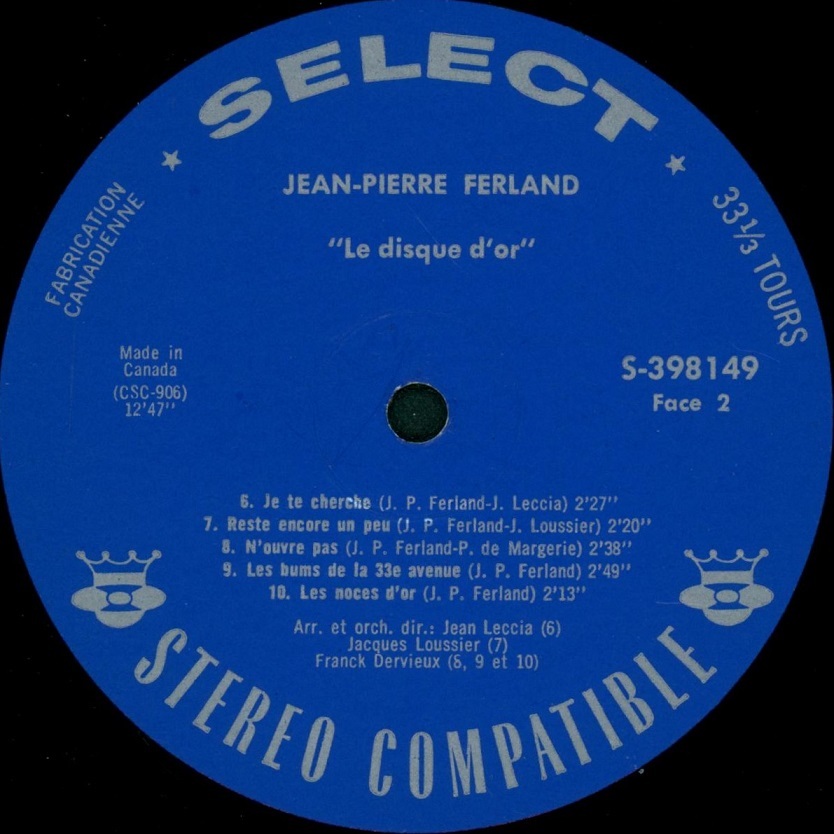 SELECT
JEAN-PIERRE FERLAND
"Le disque d'or"
FABRICATION
CANADIENNE
33⅓ TOURS
Made in
Canada
(CSC-906)
12'47''
S-398149
Face 2
6. Je te cherche (J. P. Ferland-J. Leccia) 2'27''
7. Reste encore un peu (J. P. Ferland-J. Loussier) 2'20''
8. N'ouvre pas (J. P. Ferland-P. de Margerie) 2'38''
9. Les bums de la 33e avenue (J. P. Ferland) 2'49''
10. Les noces d'or (J. P. Ferland) 2'13''
Arr. et orch. dir.: Jean Leccia (6)
Jacques Loussier (7)
Franck Dervieux (8, 9 et 10)
STEREO COMPATIBLE